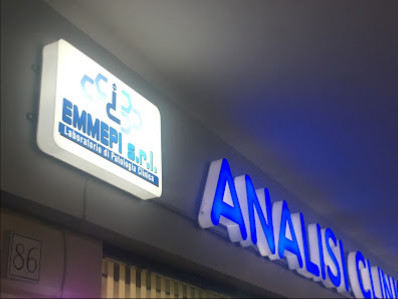 EMMEPI s.r.l.
Laboratorio di Patologia Clinica
ANALISI CLIN
86